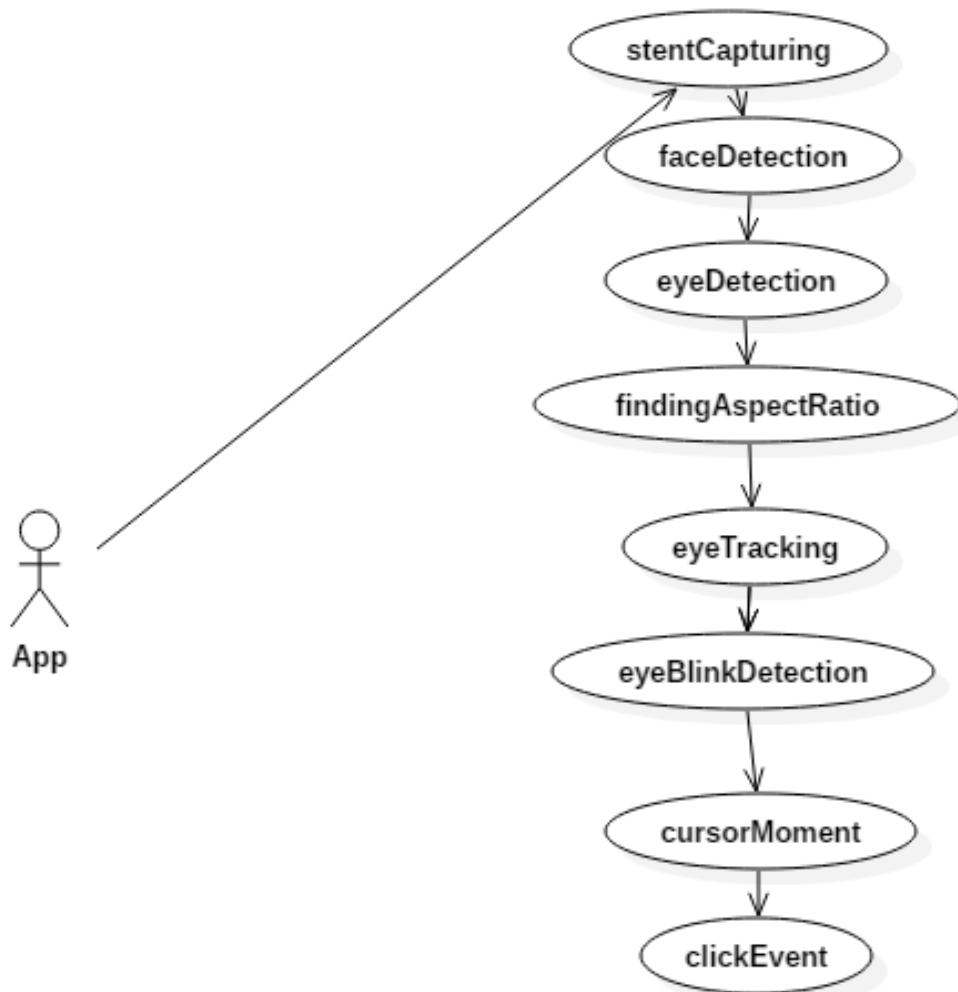 stentCapturing
faceDetection
eyeDetection
findingAspectRatio
eyeTracking
App
eyeBlinkDetection
cursorMoment
clickEvent